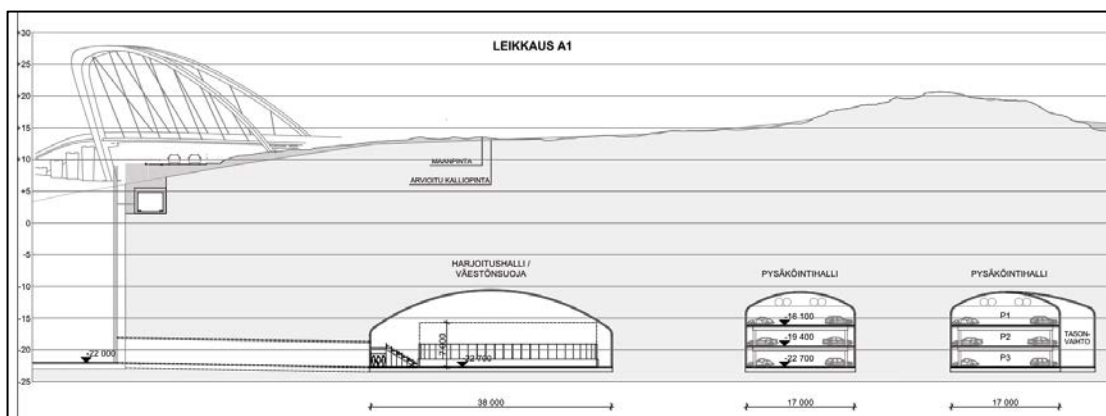 LEIKKAUS A1
+30
+25
+20
+15
+10
+5
0
-5
-10
-15
-20
-25
MAANPINTA
ARVIOITU KALLIOPINTA
HARJOITUSHALLI /
VÄESTÖNSUOJA
PYSÄKÖINTIHALLI
PYSÄKÖINTIHALLI
-16 100
-19 400
-22 700
P1
P2
P3
TASON-
VAIHTO
-22 000
-22 700
38 000
17 000
17 000